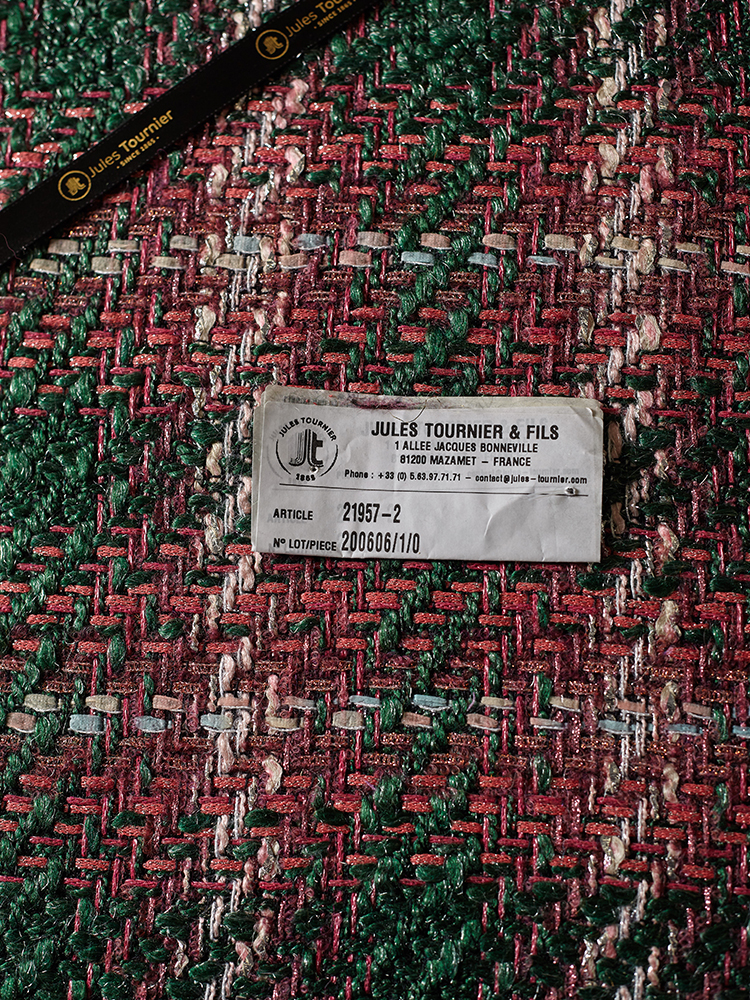 Jules Tournier
- SINCE 1865 -
Jules Tournier
- SINCE 1865 -
JULES TOURNIER
Jt
1865
JULES TOURNIER & FILS
1 ALLEE JACQUES BONNEVILLE
81200 MAZAMET – FRANCE
Phone : +33 (0) 5.63.97.71.71 – contact@jules-tournier.com
ARTICLE 21957-2
Nº LOT/PIECE 200606/1/0